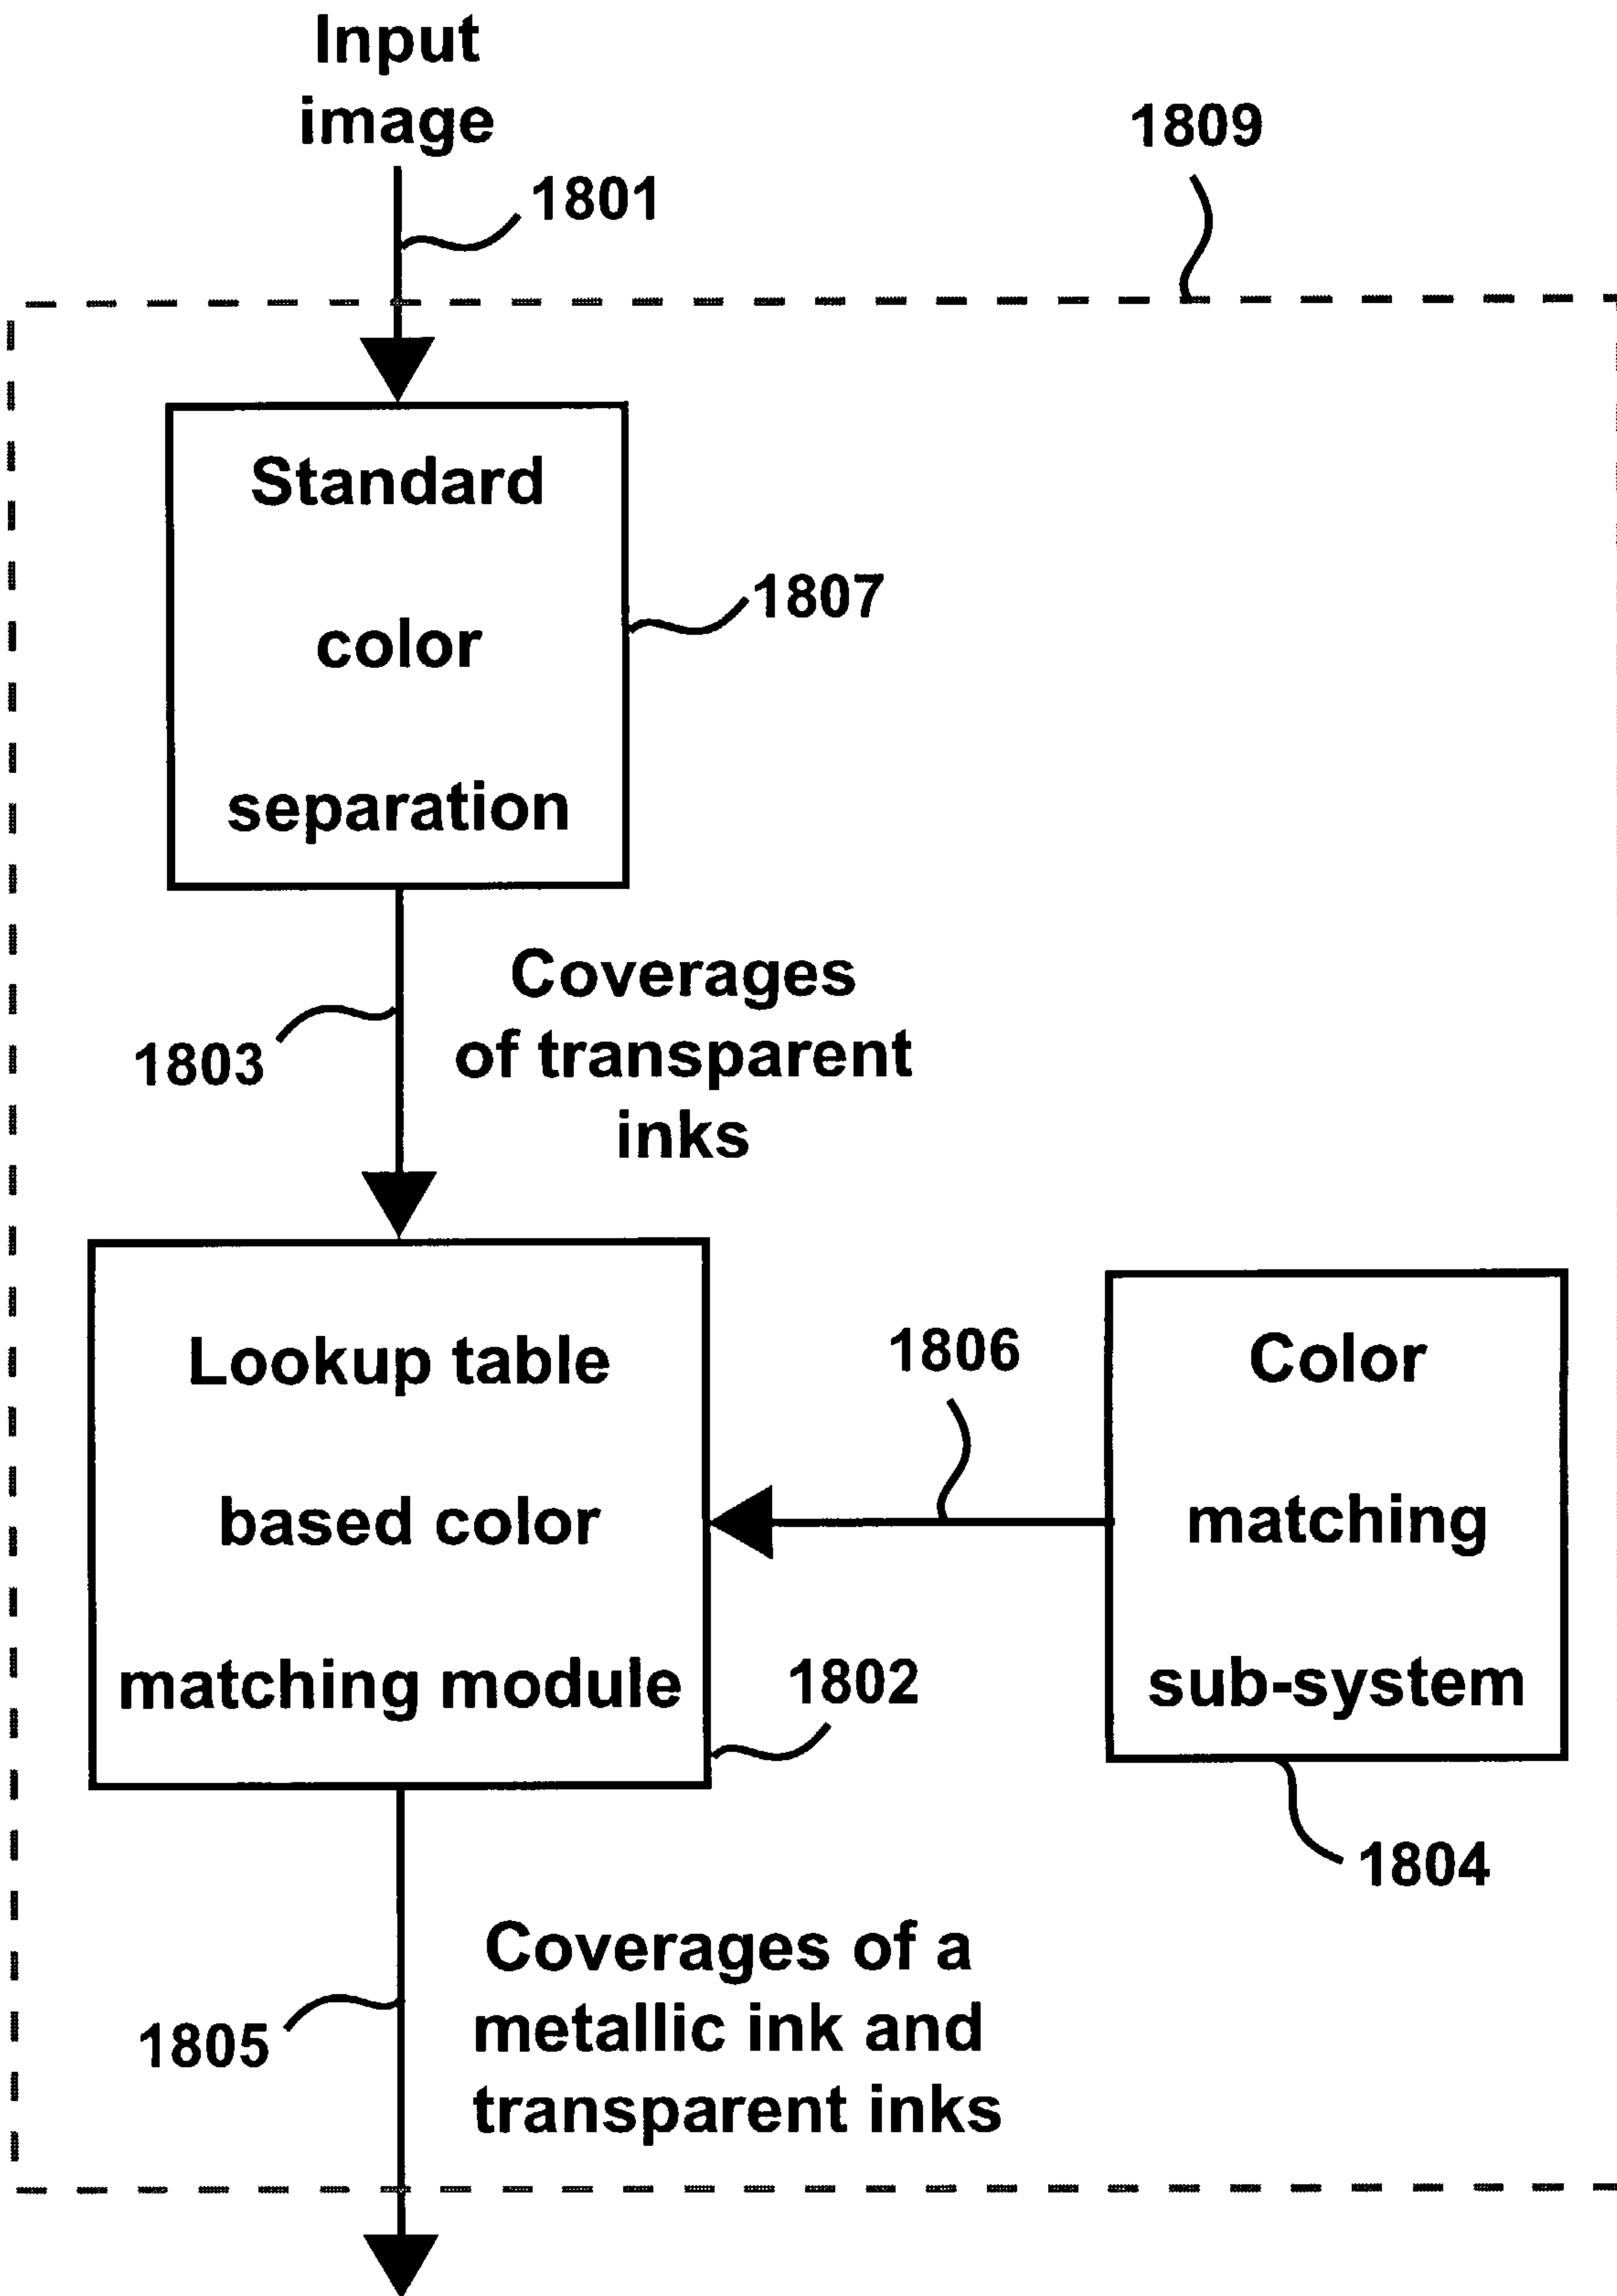 Input
image
1809
1801
Standard
color
separation
1807
Coverages
of transparent
inks
1803
Lookup table
based color
matching module
1806
Color
matching
sub-system
1802
1804
Coverages of a
metallic ink and
transparent inks
1805